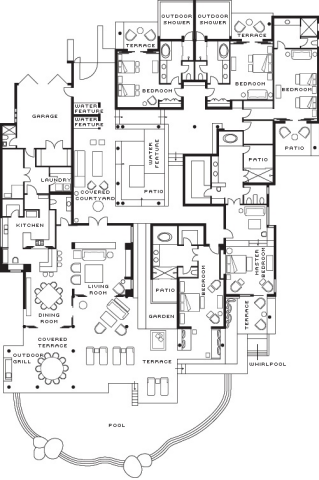 OUTDOOR
SHOWER
OUTDOOR
SHOWER
TERRACE
TERRACE
BEDROOM
BEDROOM
BEDROOM
GARAGE
WATER
FEATURE
WATER
FEATURE
WATER
FEATURE
PATIO
PATIO
LAUNDRY
COVERED
COURTYARD
PATIO
KITCHEN
LIVING
ROOM
DINING
ROOM
BEDROOM
MASTER
BEDROOM
PATIO
GARDEN
TERRACE
COVERED
TERRACE
OUTDOOR
GRILL
TERRACE
WHIRLPOOL
POOL